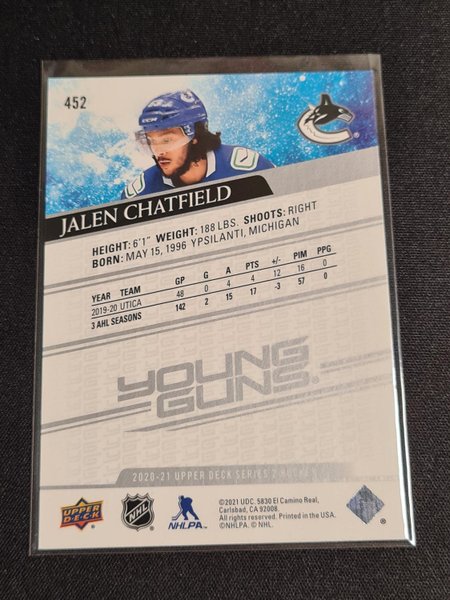 452
JALEN CHATFIELD
HEIGHT: 6'1" WEIGHT: 188 LBS. SHOOTS: RIGHT
BORN: MAY 15, 1996 YPSILANTI, MICHIGAN
YEAR TEAM GP G A PTS +/- PIM PPG
2019-20 UTICA 48 0 4 4 12 16 0
3 AHL SEASONS 142 2 15 17 -3 57 0
YOUNG
GUNS®
2020-21 UPPER DECK SERIES 2 HOCKEY
UPPER DECK
NHL
NHLPA
©2021 UDC. 5830 El Camino Real,
Carlsbad, CA 92008.
All rights reserved. Printed in the USA.
©NHLPA. © NHL.